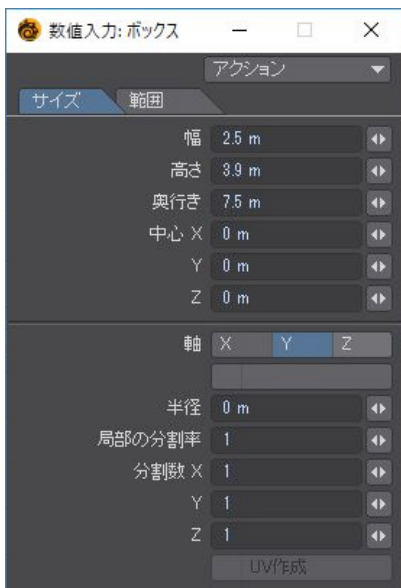 数値入力: ボックス
アクション
サイズ 範囲
幅 2.5 m
高さ 3.9 m
奥行き 7.5 m
中心 X 0 m
Y 0 m
Z 0 m
軸 X Y Z
半径 0 m
局部の分割率 1
分割数 X 1
Y 1
Z 1
UV作成